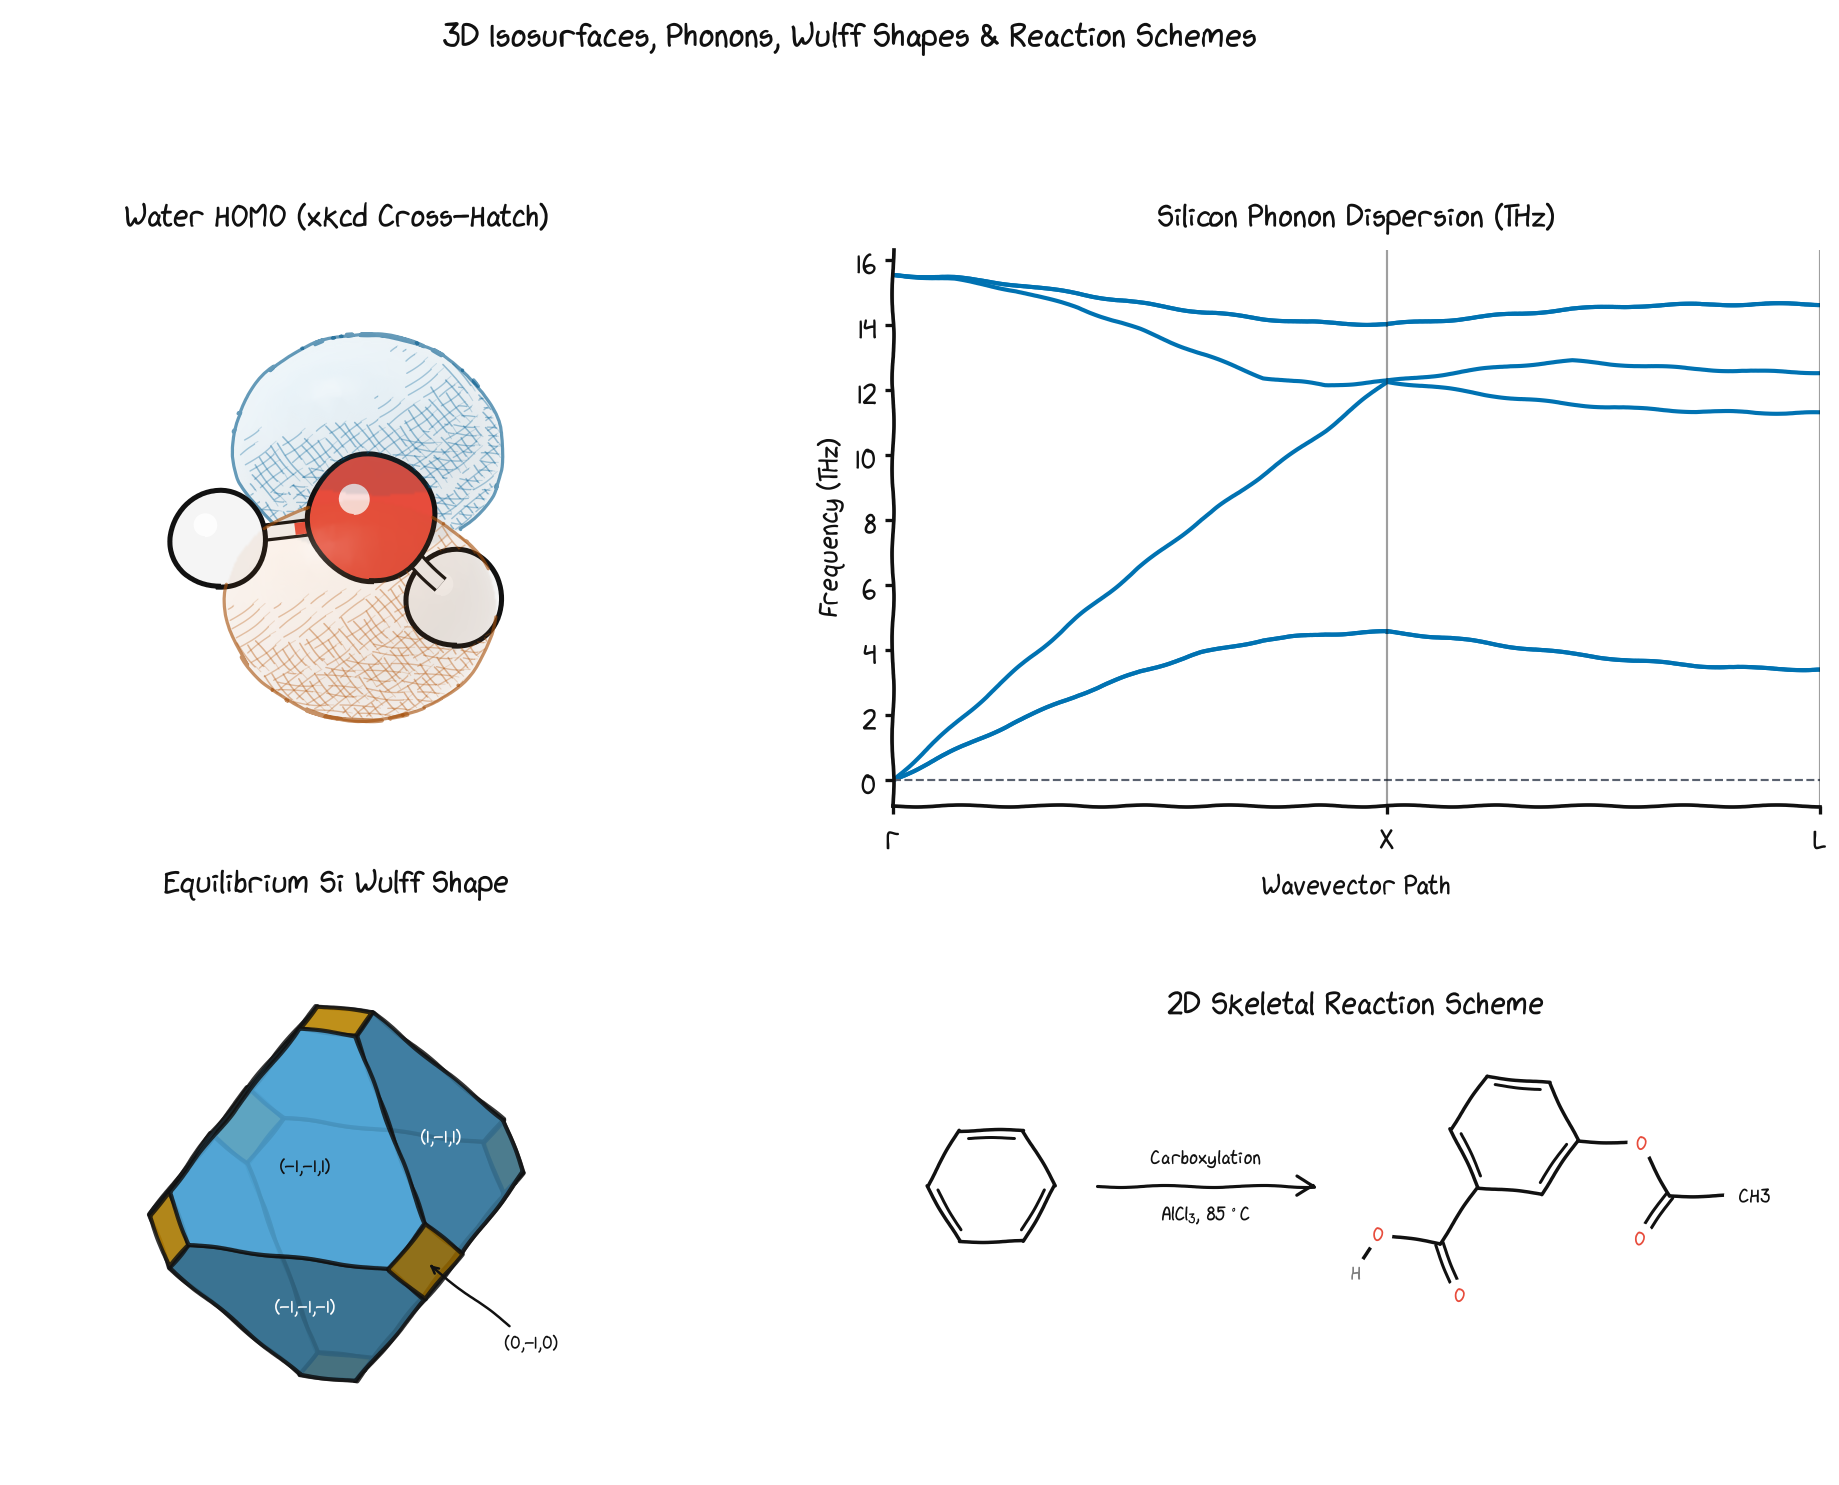 3D Isosurfaces, Phonons, Wulff Shapes & Reaction Schemes
Water HOMO (xkcd Cross-Hatch)
Silicon Phonon Dispersion (THz)
16
14
12
10
8
6
4
2
0
Frequency (THz)
Γ
X
L
Wavevector Path
Equilibrium Si Wulff Shape
(1,-1,1)
(-1,-1,1)
(-1,-1,-1)
(0,-1,0)
2D Skeletal Reaction Scheme
Carboxylation
AlCl₃, 85 °C
O
CH3
O
O
H
O